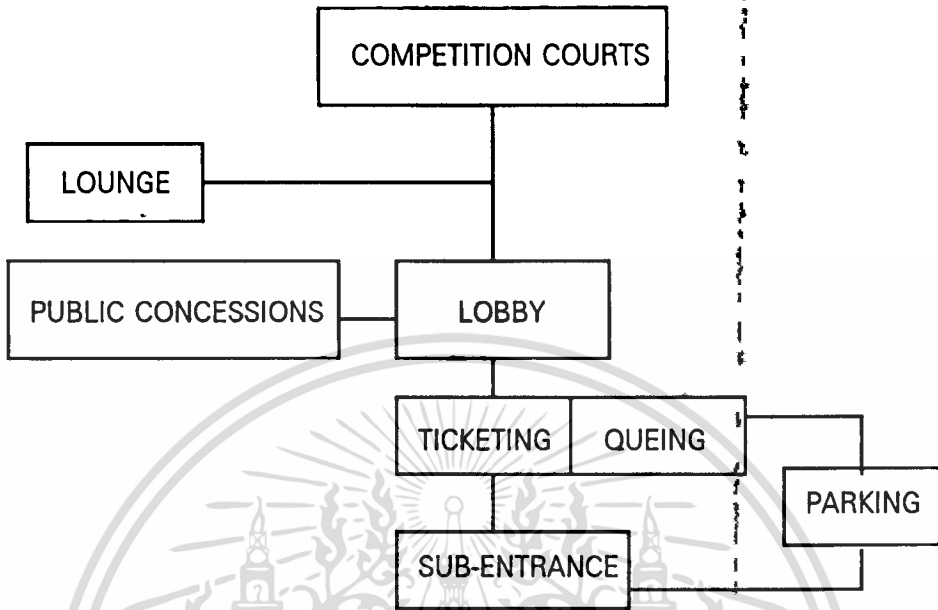 COMPETITION COURTS
LOUNGE
PUBLIC CONCESSIONS
LOBBY
TICKETING
QUEING
PARKING
SUB-ENTRANCE